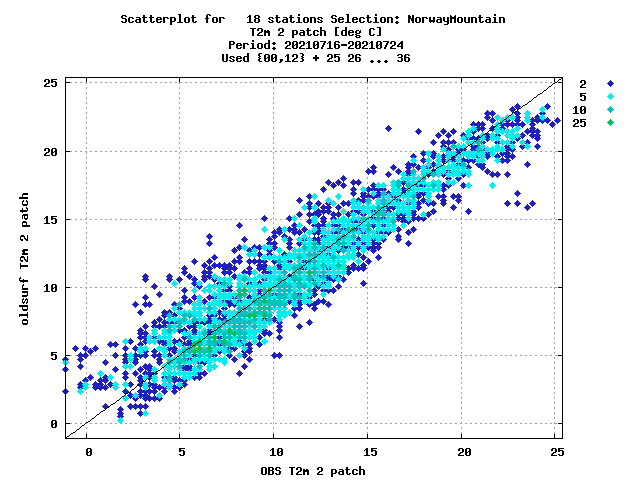 Scatterplot for   18 stations Selection: NorwayMountain
T2m 2 patch [deg C]
Period: 20210716-20210724
Used {00,12} + 25 26 ... 36
2
5
10
25
25
20
15
10
5
0
oldsurf T2m 2 patch
0 5 10 15 20 25
OBS T2m 2 patch